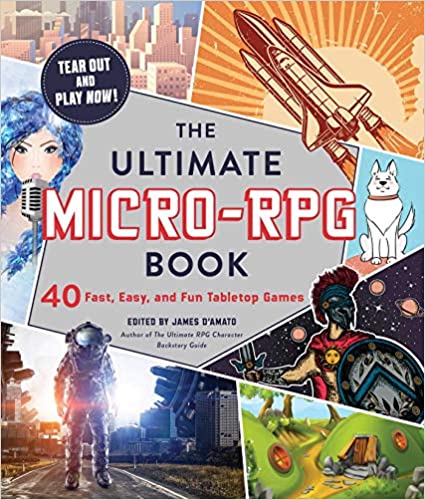 TEAR OUT
AND
PLAY NOW!
THE
ULTIMATE
MICRO-RPG
BOOK
40 Fast, Easy, and Fun Tabletop Games
EDITED BY JAMES D'AMATO
Author of The Ultimate RPG Character
Backstory Guide